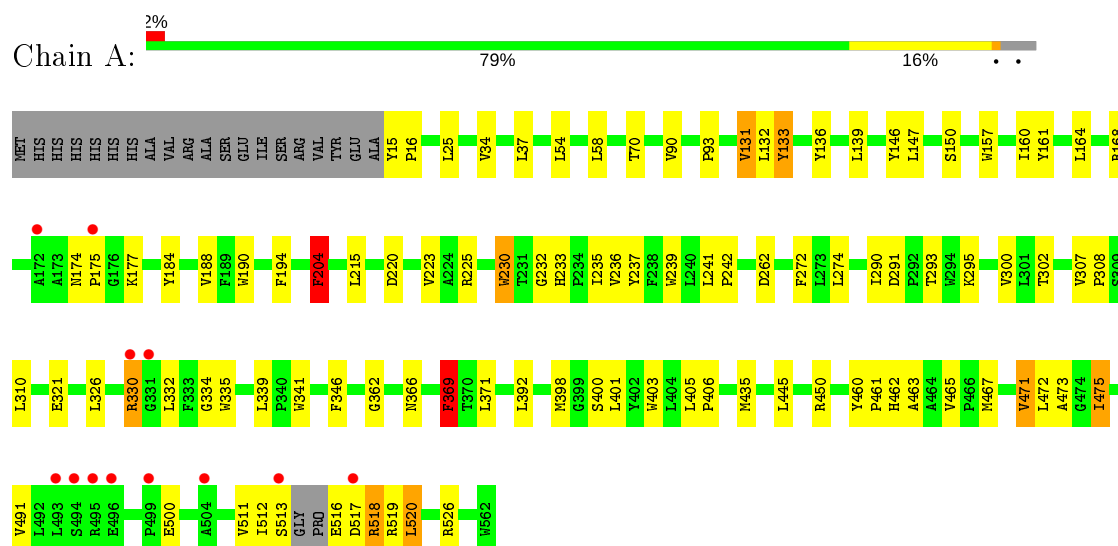 2%
Chain A:
79% 16% • •
MET HIS HIS HIS HIS HIS HIS ALA VAL ARG ALA SER GLU ILE SER ARG VAL TYR GLU ALA Y15 P16 L25 V34 L37 L54 L58 T70 V90 P93 V131 L132 Y133 Y136 L139 Y146 L147 S150 W157 I160 Y161 L164
A172 A173 N174 P175 G176 K177 Y184 V188 F189 W190 F194 F204 L215 D220 V223 A224 R225 W230 T231 G232 H233 P234 I235 V236 Y237 F238 W239 L240 L241 P242 D262 F272 L273 L274 I290 D291 P292 T293 W294 K295 V300 L301 T302 V307 P308
L310 E321 L326 R330 G331 L332 F333 G334 W335 L339 P340 W341 F346 G362 N366 F369 T370 L371 L392 M398 G399 S400 L401 Y402 W403 L404 L405 P406 M435 L445 R450 Y460 P461 H462 A463 A464 V465 P466 M467 V471 L472 A473 G474 I475
V491 L492 L493 S494 R495 E496 P499 E500 A504 V511 I512 S513 GLY PRO E516 D517 R518 R519 L520 R526 W562